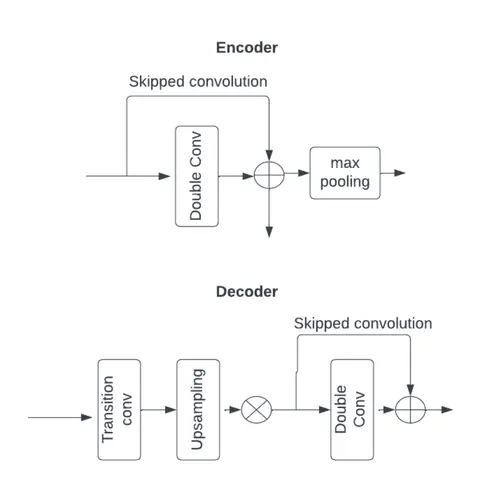 Encoder
Skipped convolution
Double Conv
max
pooling
Decoder
Skipped convolution
Transition
conv
Upsampling
Double
Conv